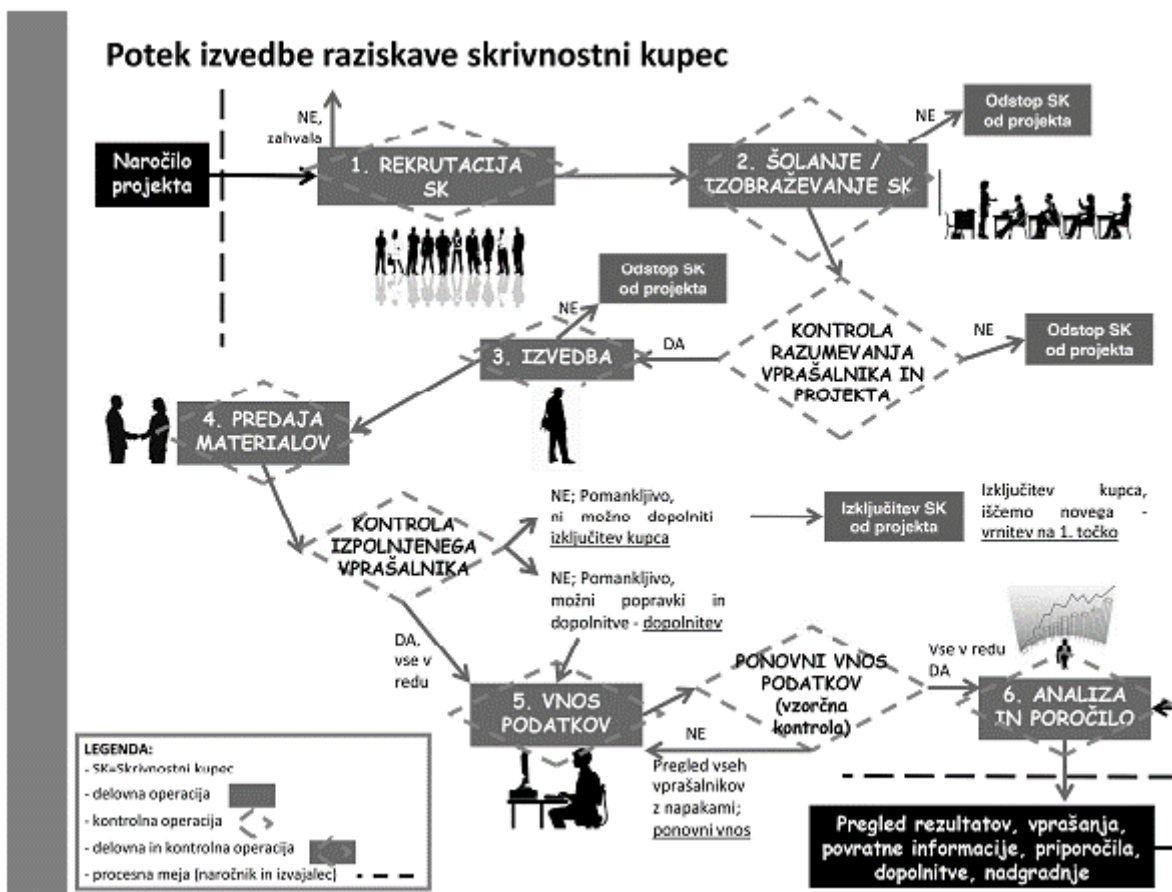 Potek izvedbe raziskave skrivnostni kupec
Naročilo
projekta
NE,
zahvala
1. REKRUTACIJA
SK
2. ŠOLANJE /
IZOBRAŽEVANJE SK
NE
Odstop SK
od projekta
KONTROLA
RAZUMEVANJA
VPRAŠALNIKA IN
PROJEKTA
NE
Odstop SK
od projekta
DA
3. IZVEDBA
NE
Odstop SK
od projekta
4. PREDAJA
MATERIALOV
KONTROLA
IZPOLNJENEGA
VPRAŠALNIKA
NE; Pomankljivo,
ni možno dopolniti
izključitev kupca
Izključitev SK
od projekta
Izključitev kupca,
iščemo novega -
vrnitev na 1. točko
NE; Pomankljivo,
možni popravki in
dopolnitve - dopolnitev
DA,
vse v
redu
5. VNOS
PODATKOV
PONOVNI VNOS
PODATKOV
(vzorčna
kontrola)
NE
Pregled vseh
vprašalnikov
z napakami;
ponovni vnos
Vse v redu
DA
6. ANALIZA
IN POROČILO
Pregled rezultatov, vprašanja,
povratne informacije, priporočila,
dopolnitve, nadgradnje
LEGENDA:
- SK=Skrivnostni kupec
- delovna operacija
- kontrolna operacija
- delovna in kontrolna operacija
- procesna meja (naročnik in izvajalec)